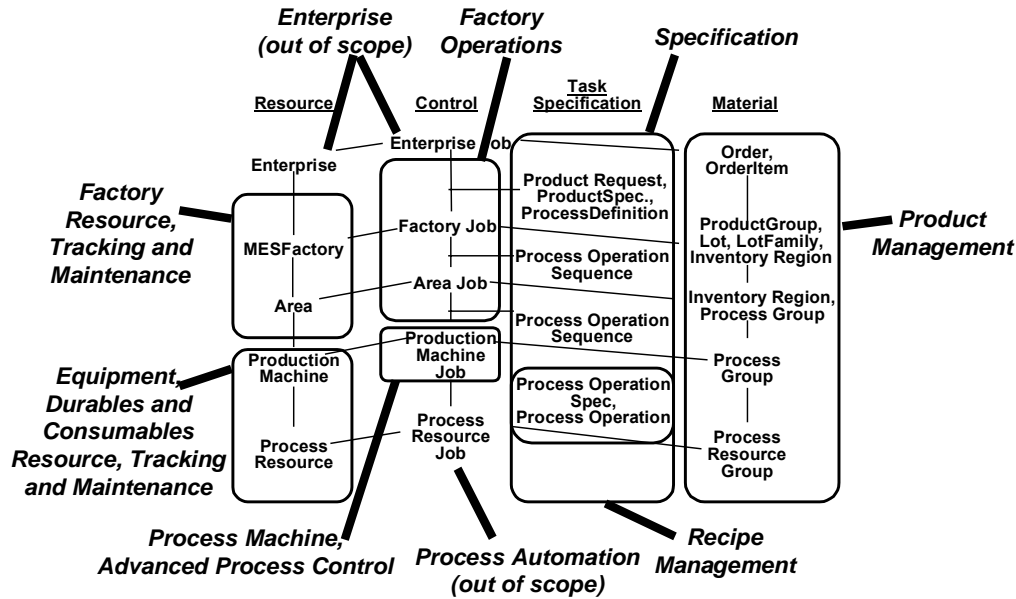 Enterprise
(out of scope)
Factory
Operations
Specification
Resource
Control
Task
Specification
Material
Enterprise Job
Enterprise
Order,
OrderItem
Product Request,
ProductSpec.,
ProcessDefinition
Factory
Resource,
Tracking and
Maintenance
MESFactory
Factory Job
ProductGroup,
Lot, LotFamily,
Inventory Region
Product
Management
Process Operation
Sequence
Area
Area Job
Inventory Region,
Process Group
Process Operation
Sequence
Production
Machine
Production
Machine
Job
Process
Group
Equipment,
Durables and
Consumables
Resource, Tracking
and Maintenance
Process Operation
Spec,
Process Operation
Process
Resource
Process
Resource
Job
Process
Resource
Group
Process Machine,
Advanced Process Control
Process Automation
(out of scope)
Recipe
Management